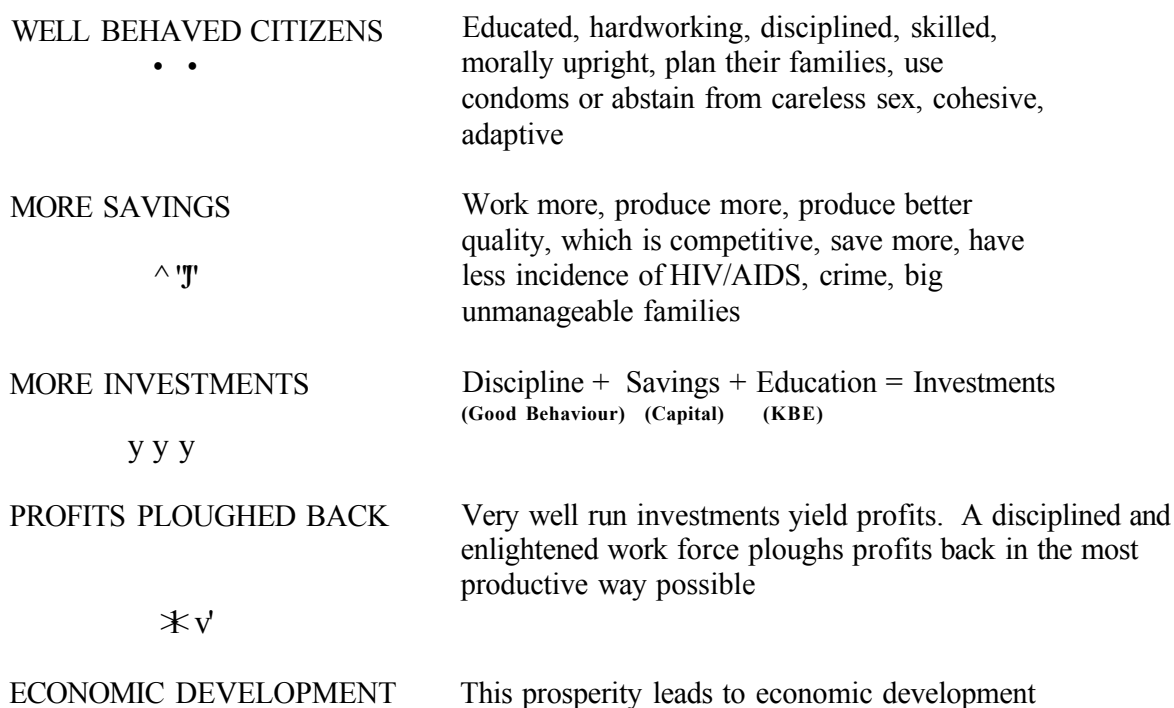 WELL BEHAVED CITIZENS
Educated, hardworking, disciplined, skilled,
morally upright, plan their families, use
condoms or abstain from careless sex, cohesive,
adaptive
• •
MORE SAVINGS
Work more, produce more, produce better
quality, which is competitive, save more, have
less incidence of HIV/AIDS, crime, big
unmanageable families
MORE INVESTMENTS
Discipline + Savings + Education = Investments
(Good Behaviour) (Capital) (KBE)
y y y
PROFITS PLOUGHED BACK
Very well run investments yield profits. A disciplined and
enlightened work force ploughs profits back in the most
productive way possible
ECONOMIC DEVELOPMENT
This prosperity leads to economic development